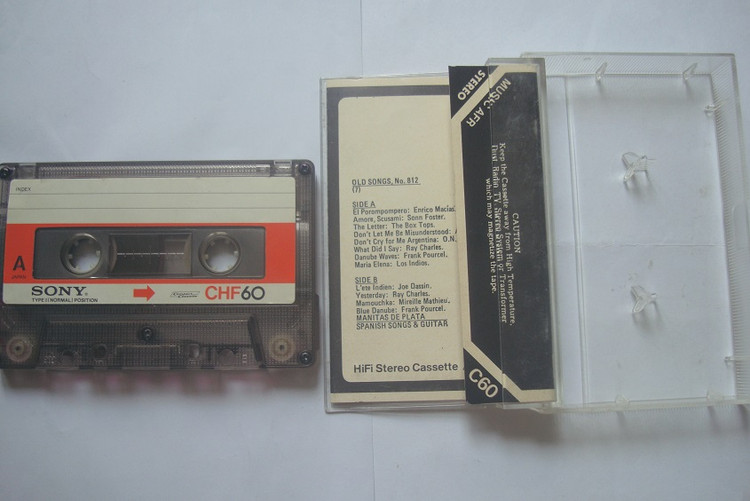 INDEX
A
JAPAN
SONY
TYPE I (NORMAL) POSITION
CHF60
OLD SONGS, No. 812
(7)
SIDE A
El Porompompero: Enrico Macias
Amore, Scusami: Sonn Foster.
The Letter: The Box Tops.
Don't Let Me Be Misunderstood:
Don't Cry for Me Argentina: O.N.
What Did I Say: Ray Charles.
Danube Waves: Frank Pourcel.
Maria Elena: Los Indios.
SIDE B
L'ete Indien: Joe Dassin.
Yesterday: Ray Charles.
Mamouchka: Mireille Mathieu.
Blue Danube: Frank Pourcel.
MANITAS DE PLATA
SPANISH SONGS & GUITAR
HiFi Stereo Cassette
STEREO
MUSIC AFR
CAUTION
Keep the Cassette away from High Temperature,
Dust, Radio TV, Stereo System or Transformer
which may magnetize the tape.
C60